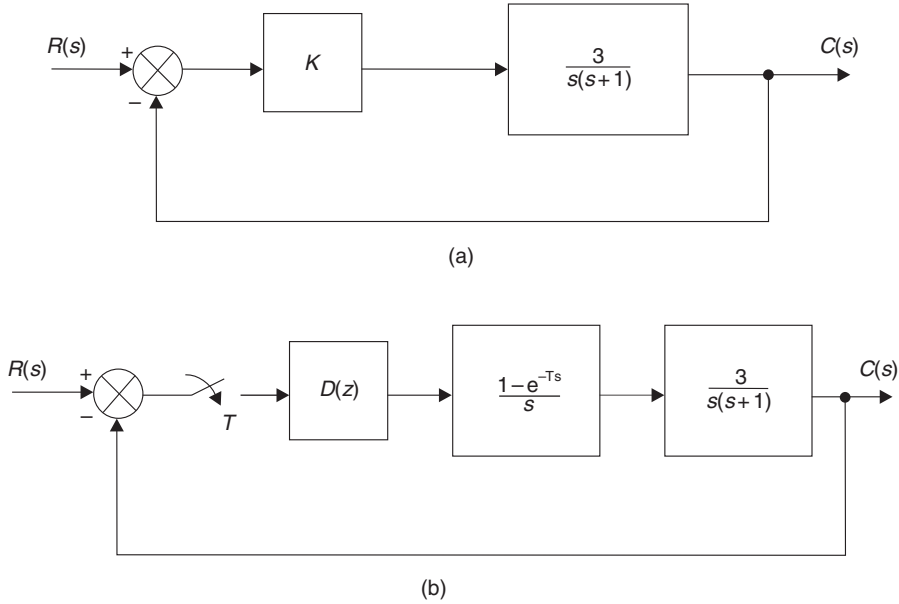 R(s) + − K 3/s(s+1) C(s)
(a)
R(s) + − T D(z) 1−e^−Ts/s 3/s(s+1) C(s)
(b)